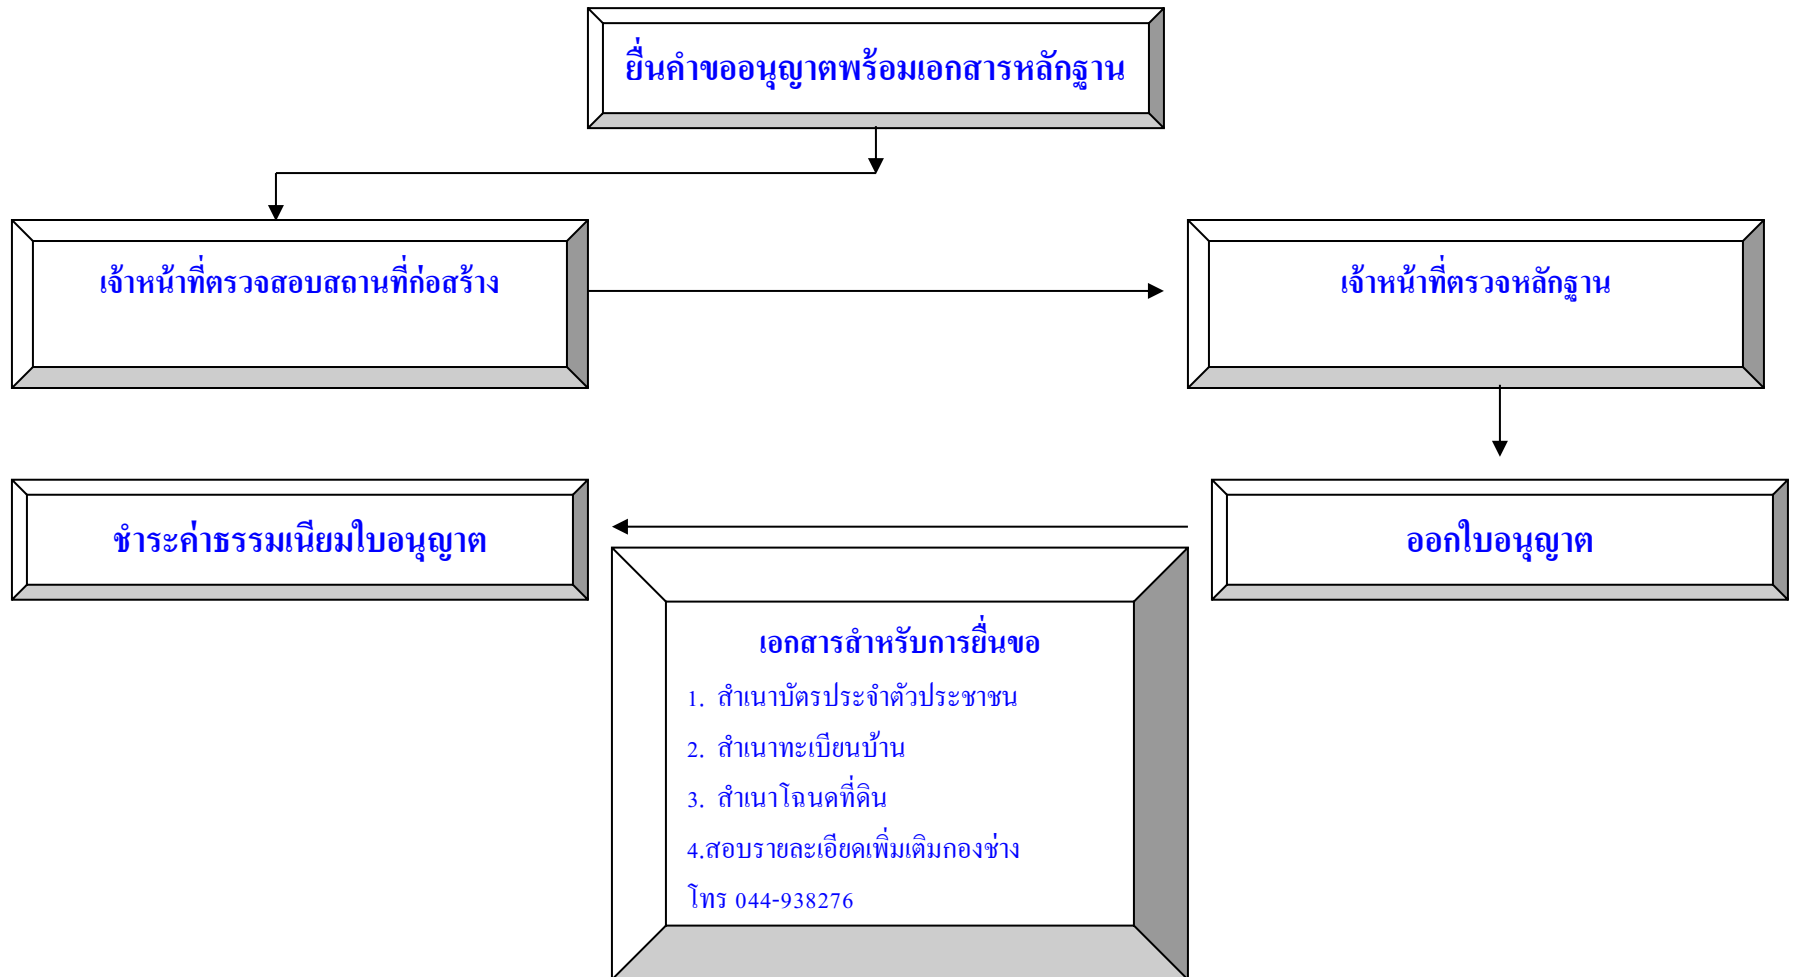 ยื่นคำขออนุญาตพร้อมเอกสารหลักฐาน
เจ้าหน้าที่ตรวจสอบสถานที่ก่อสร้าง
เจ้าหน้าที่ตรวจหลักฐาน
ชำระค่าธรรมเนียมใบอนุญาต
ออกใบอนุญาต
เอกสารสำหรับการยื่นขอ
1. สำเนาบัตรประจำตัวประชาชน
2. สำเนาทะเบียนบ้าน
3. สำเนาโฉนดที่ดิน
4.สอบรายละเอียดเพิ่มเติมกองช่าง
โทร 044-938276